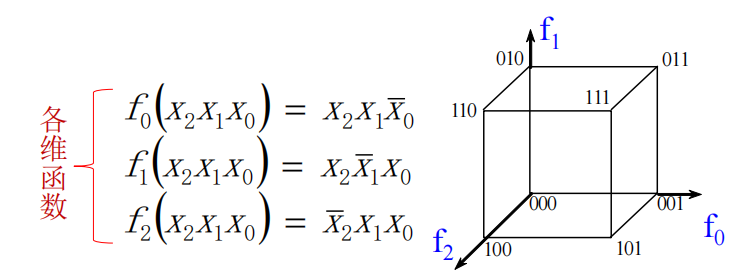 各维函数
f₀(x₂x₁x₀) = x₂x₁x̄₀
f₁(x₂x₁x₀) = x₂x̄₁x₀
f₂(x₂x₁x₀) = x̄₂x₁x₀
f₁
010
011
110
111
000
001
f₀
f₂
100
101